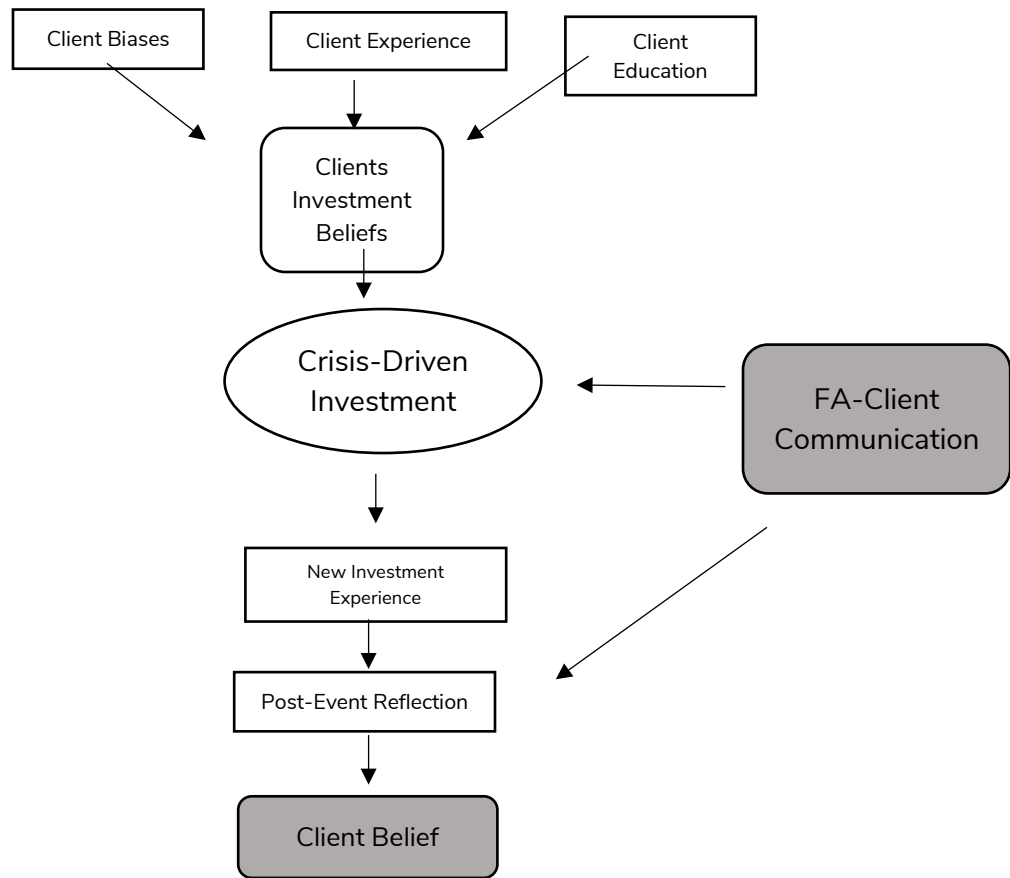 Client Biases
Client Experience
Client
Education
Clients
Investment
Beliefs
Crisis-Driven
Investment
FA-Client
Communication
New Investment
Experience
Post-Event Reflection
Client Belief